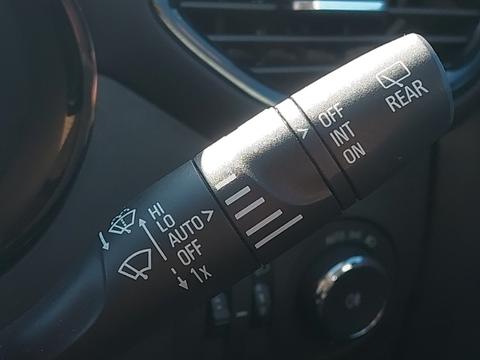 OFF
INT
ON
REAR
HI
LO
AUTO
OFF
1x